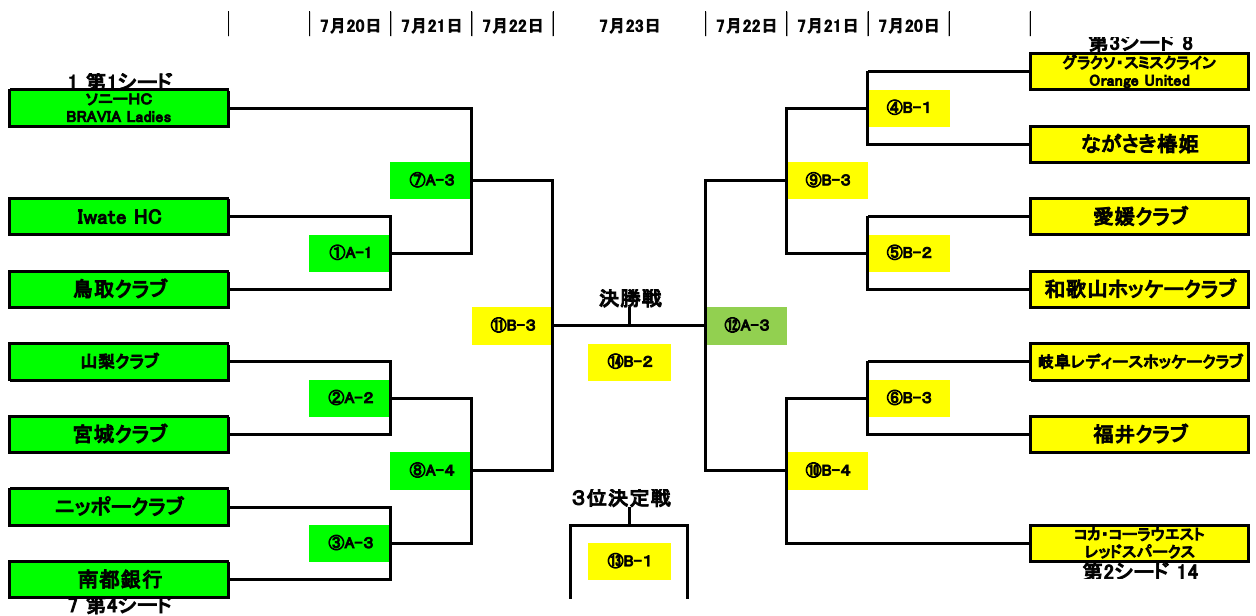 7月20日 7月21日 7月22日 7月23日 7月22日 7月21日 7月20日
1 第1シード
ソニーHC
BRAVIA Ladies
Iwate HC
鳥取クラブ
山梨クラブ
宮城クラブ
ニッポークラブ
南都銀行
7 第4シード
⑦A-3
①A-1
②A-2
⑧A-4
③A-3
⑪B-3
決勝戦
⑭B-2
3位決定戦
⑬B-1
⑫A-3
④B-1
⑨B-3
⑤B-2
⑥B-3
⑩B-4
第3シード 8
グラクソ・スミスクライン
Orange United
ながさき椿姫
愛媛クラブ
和歌山ホッケークラブ
岐阜レディースホッケークラブ
福井クラブ
コカ・コーラウエスト
レッドスパークス
第2シード 14